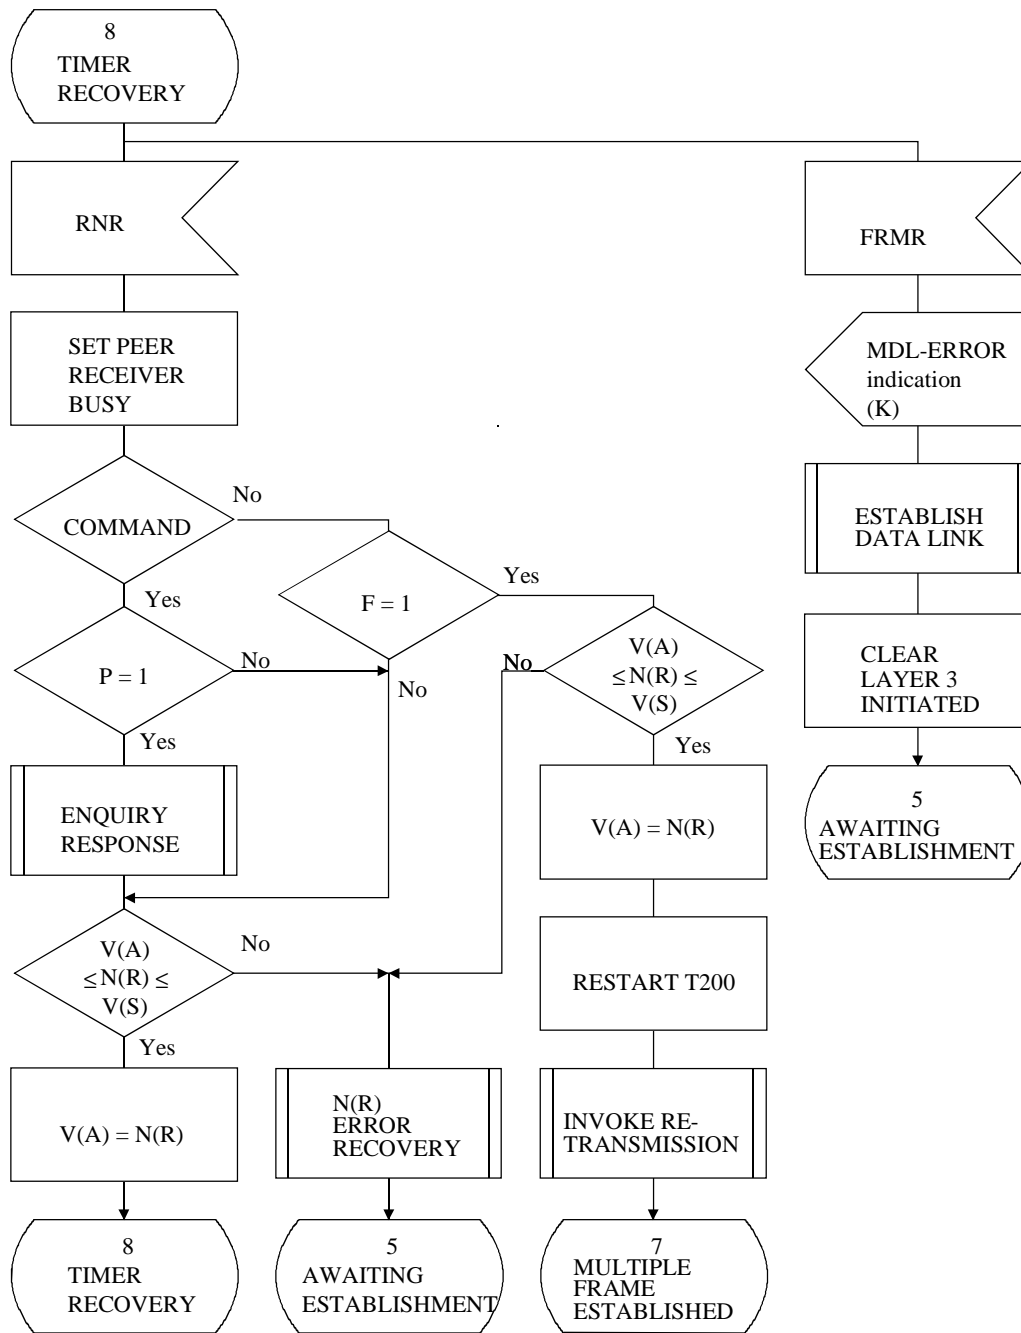 8
TIMER
RECOVERY
RNR
FRMR
SET PEER
RECEIVER
BUSY
MDL-ERROR
indication
(K)
COMMAND
No
Yes
F = 1
Yes
No
ESTABLISH
DATA LINK
P = 1
No
Yes
V(A)
≤ N(R) ≤
V(S)
No
Yes
CLEAR
LAYER 3
INITIATED
ENQUIRY
RESPONSE
V(A) = N(R)
5
AWAITING
ESTABLISHMENT
V(A)
≤ N(R) ≤
V(S)
No
Yes
RESTART T200
V(A) = N(R)
N(R)
ERROR
RECOVERY
INVOKE RE-
TRANSMISSION
8
TIMER
RECOVERY
5
AWAITING
ESTABLISHMENT
7
MULTIPLE
FRAME
ESTABLISHED